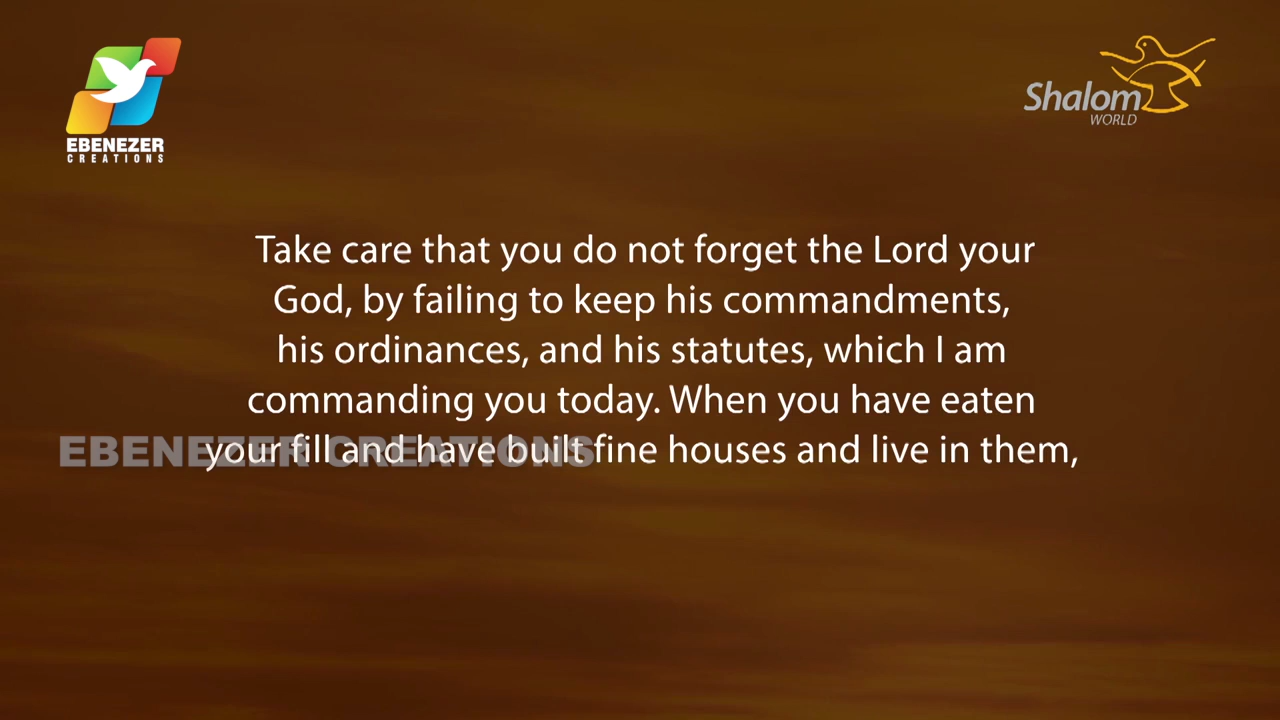 EBENEZER
CREATIONS
Shalom
WORLD
Take care that you do not forget the Lord your
God, by failing to keep his commandments,
his ordinances, and his statutes, which I am
commanding you today. When you have eaten
your fill and have built fine houses and live in them,
EBENEZER CREATIONS